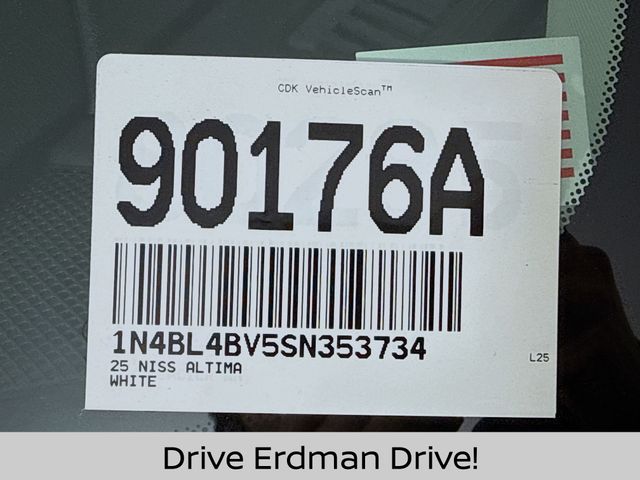 CDK VehicleScan™
90176A
1N4BL4BV5SN353734
25 NISS ALTIMA
WHITE
L25
Drive Erdman Drive!